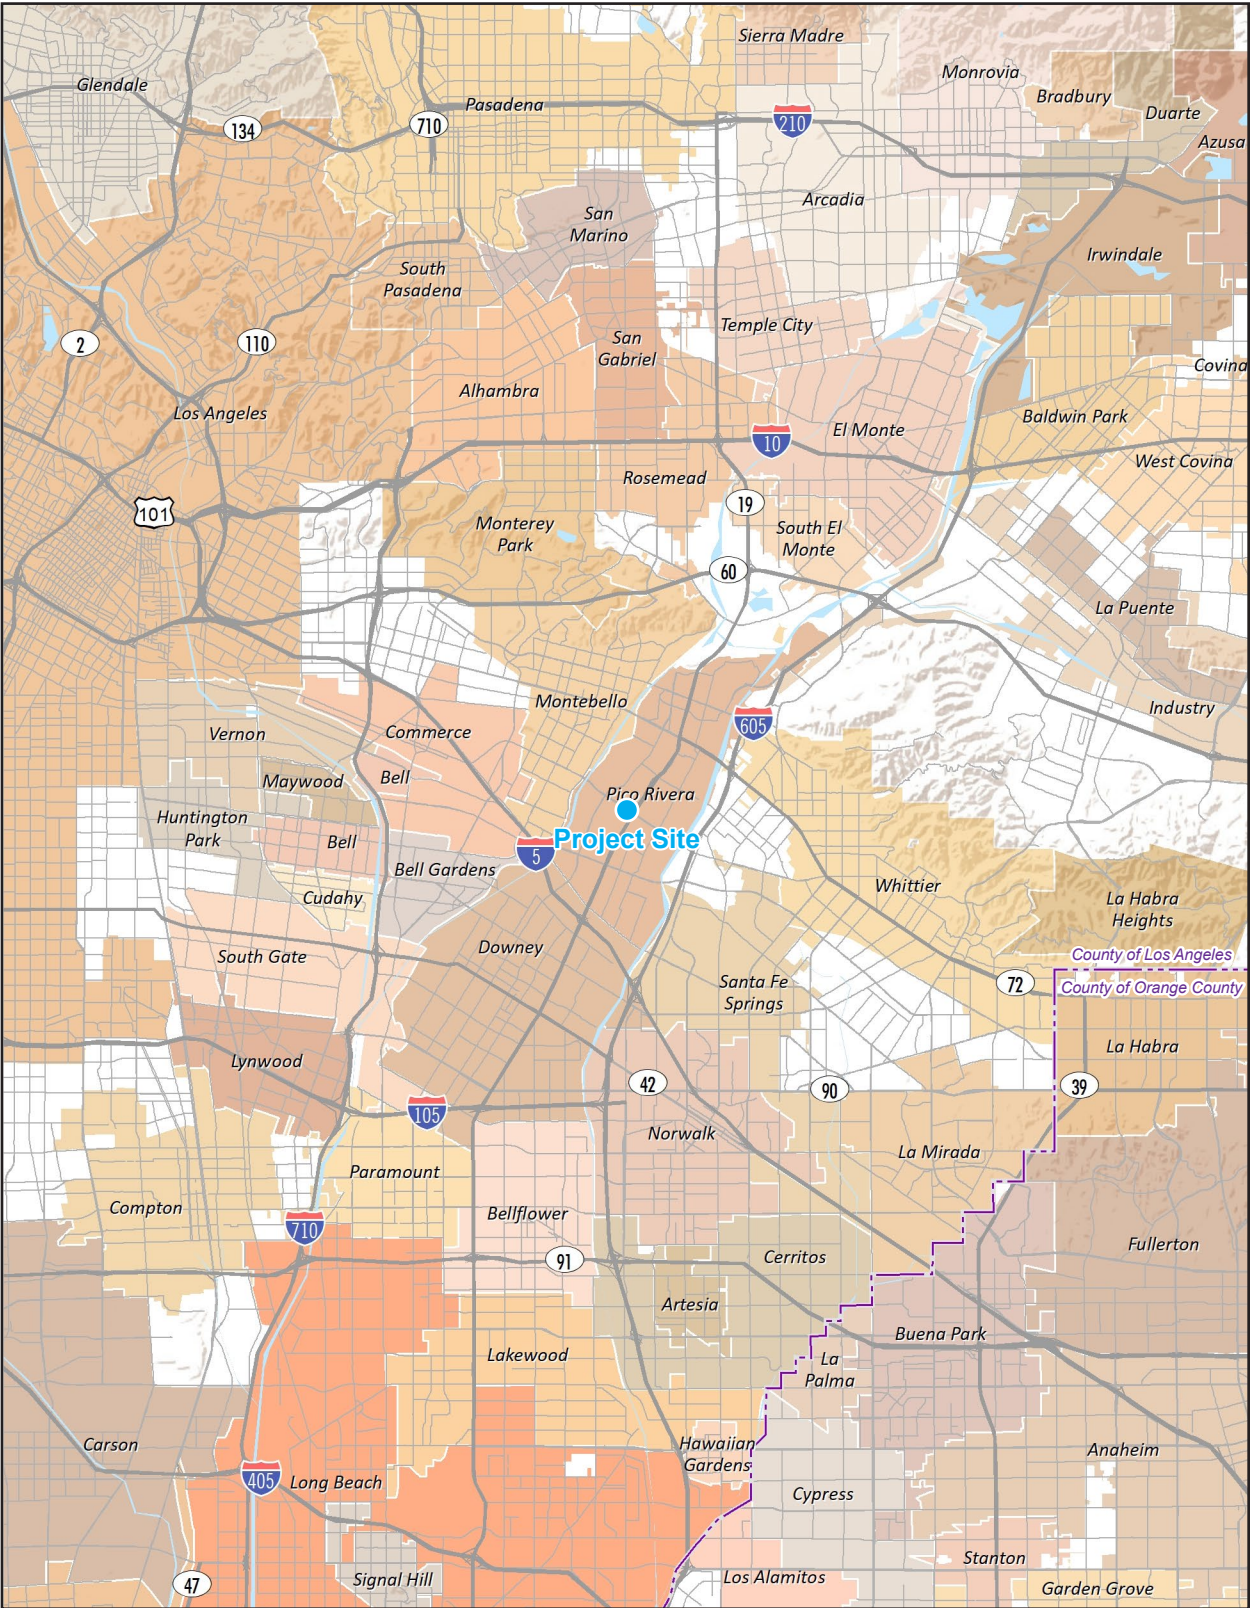 Sierra Madre
Glendale
Monrovia
Bradbury
Pasadena
Duarte
134
710
210
Azusa
Arcadia
San
Marino
South
Pasadena
Irwindale
Temple City
2
110
San
Gabriel
Covina
Alhambra
Los Angeles
Baldwin Park
El Monte
10
West Covina
Rosemead
19
101
Monterey
Park
South El
Monte
60
La Puente
Montebello
Industry
605
Vernon
Commerce
Maywood
Bell
Pico Rivera
Huntington
Park
Project Site
Bell
5
Bell Gardens
Whittier
Cudahy
La Habra
Heights
Downey
South Gate
County of Los Angeles
72
County of Orange County
Santa Fe
Springs
La Habra
Lynwood
42
90
39
105
Norwalk
La Mirada
Paramount
Compton
Bellflower
710
Fullerton
91
Cerritos
Artesia
Buena Park
Lakewood
La
Palma
Carson
Hawaiian
Gardens
Anaheim
405
Long Beach
Cypress
Stanton
Signal Hill
Los Alamitos
47
Garden Grove